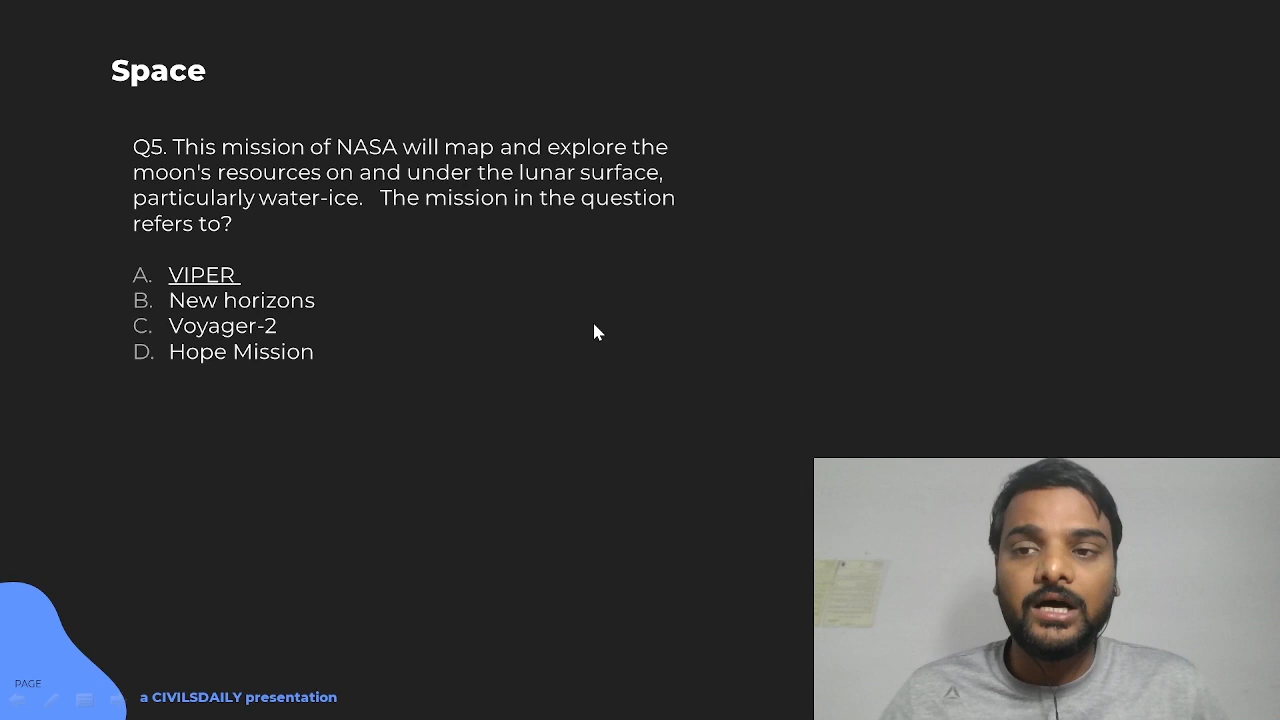 Space
Q5. This mission of NASA will map and explore the
moon's resources on and under the lunar surface,
particularly water-ice. The mission in the question
refers to?
A. VIPER
B. New horizons
C. Voyager-2
D. Hope Mission
PAGE
a CIVILSDAILY presentation